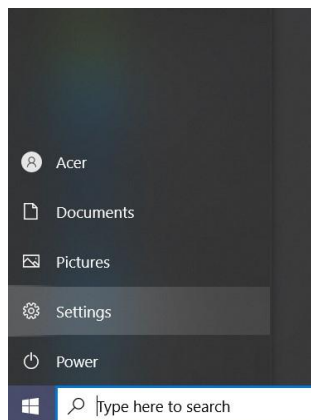 Acer
Documents
Pictures
Settings
Power
Type here to search